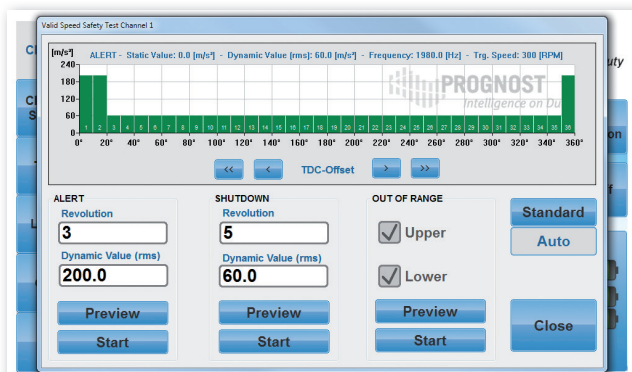 Valid Speed Safety Test Channel 1
[m/s²] ALERT - Static Value: 0.0 [m/s²] - Dynamic Value (rms): 60.0 [m/s²] - Frequency: 1980.0 [Hz] - Trg. Speed: 300 [RPM]
240
180
120
60
0
PROGNOST
Intelligence on Du
1 2 3 4 5 6 7 8 9 10 11 12 13 14 15 16 17 18 19 20 21 22 23 24 25 26 27 28 29 30 31 32 33 34 35 36
0° 20° 40° 60° 80° 100° 120° 140° 160° 180° 200° 220° 240° 260° 280° 300° 320° 340° 360°
<< < TDC-Offset > >>
ALERT
Revolution
3
Dynamic Value (rms)
200.0
Preview
Start
SHUTDOWN
Revolution
5
Dynamic Value (rms)
60.0
Preview
Start
OUT OF RANGE
Upper
Lower
Preview
Start
Standard
Auto
Close